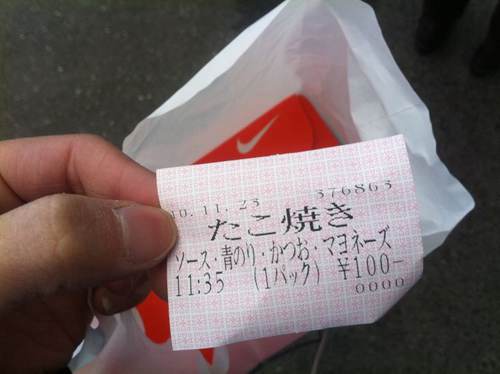 10.11.23 376863
たこ焼き
ソース・青のり・かつお・マヨネーズ
11:35 (1パック) ¥100-
0000